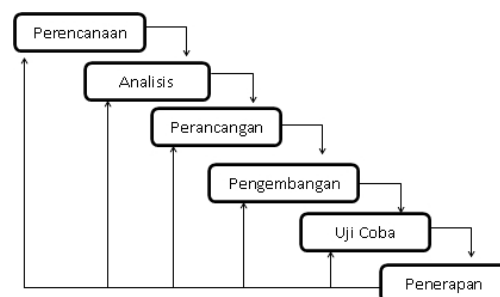 Perencanaan
Analisis
Perancangan
Pengembangan
Uji Coba
Penerapan